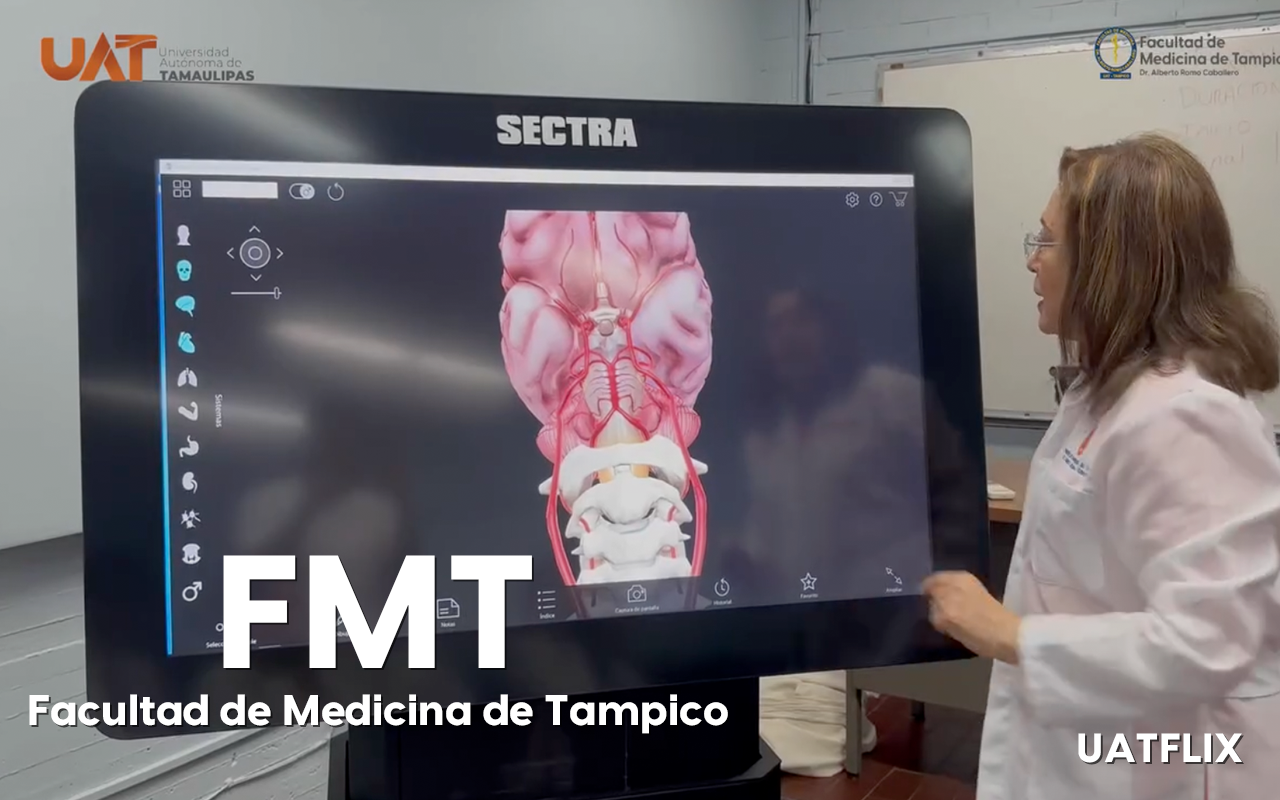 UAT
Universidad
Autónoma de
TAMAULIPAS
Facultad de
Medicina de Tampico
Dr. Alberto Romo Caballero
SECTRA
Sistemas
Notas
Índice
Captura de pantalla
Historial
Favorito
FMT
Facultad de Medicina de Tampico
UATFLIX